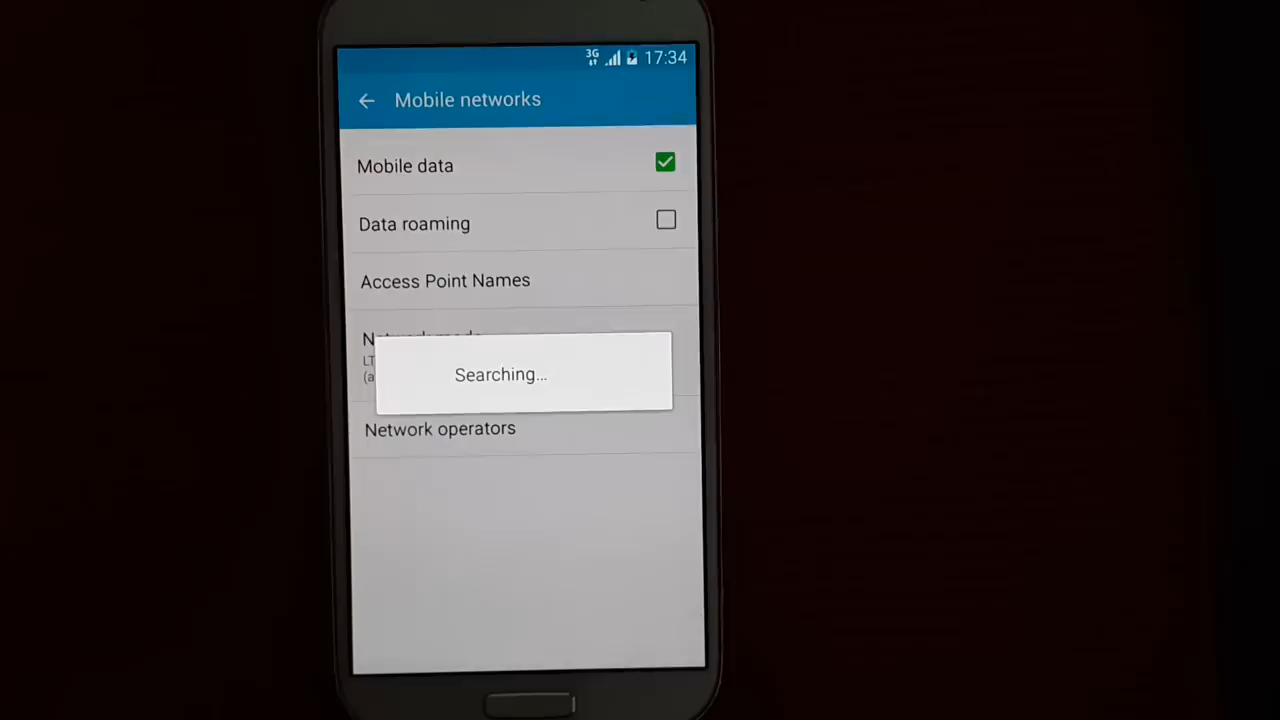 3G 17:34
Mobile networks
Mobile data
Data roaming
Access Point Names
Searching...
Network operators